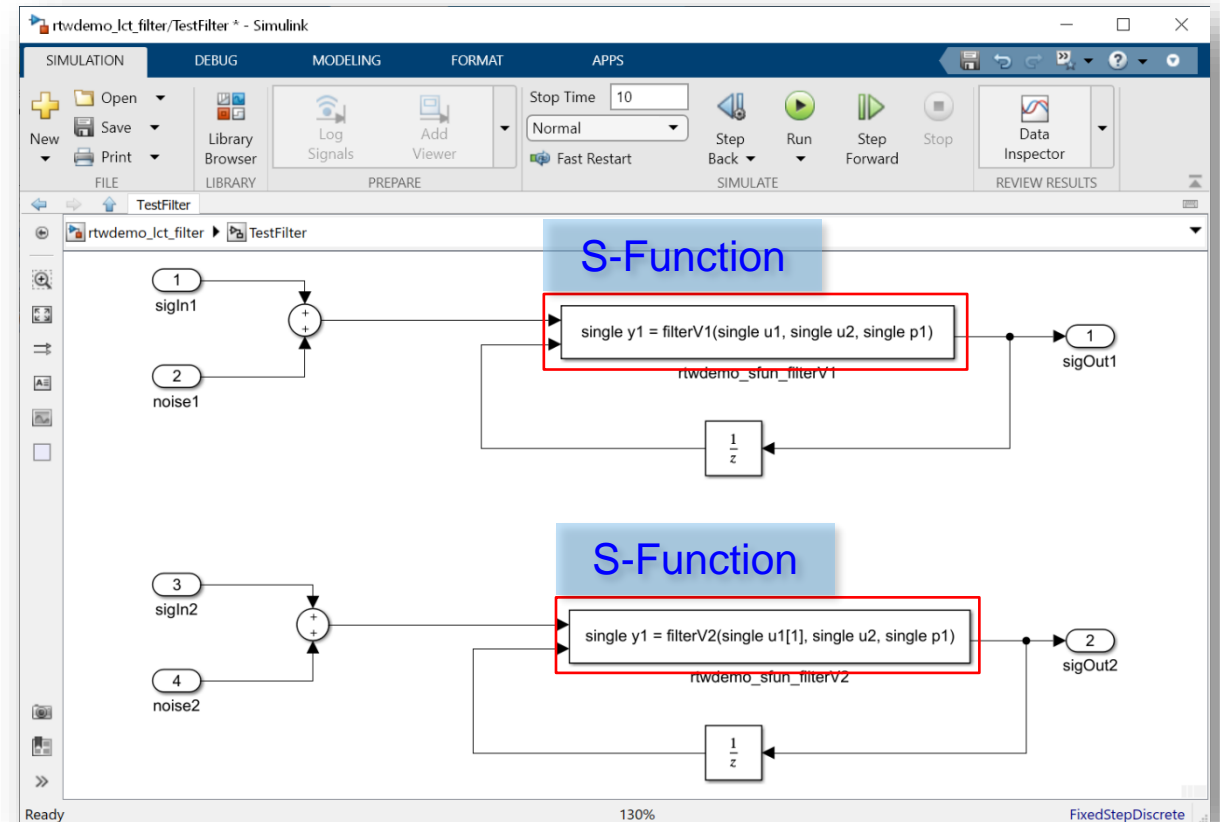 rtwdemo_lct_filter/TestFilter * - Simulink
SIMULATION DEBUG MODELING FORMAT APPS
New
Open
Save
Print
FILE
Library
Browser
LIBRARY
Log
Signals
Add
Viewer
PREPARE
Stop Time 10
Normal
Fast Restart
Step
Back
Run
Step
Forward
Stop
SIMULATE
Data
Inspector
REVIEW RESULTS
TestFilter
rtwdemo_lct_filter TestFilter
S-Function
1
sigIn1
+
+
single y1 = filterV1(single u1, single u2, single p1)
rtwdemo_sfun_filterV1
1
sigOut1
2
noise1
1
z
S-Function
3
sigIn2
+
+
single y1 = filterV2(single u1[1], single u2, single p1)
rtwdemo_sfun_filterV2
2
sigOut2
4
noise2
1
z
Ready 130% FixedStepDiscrete